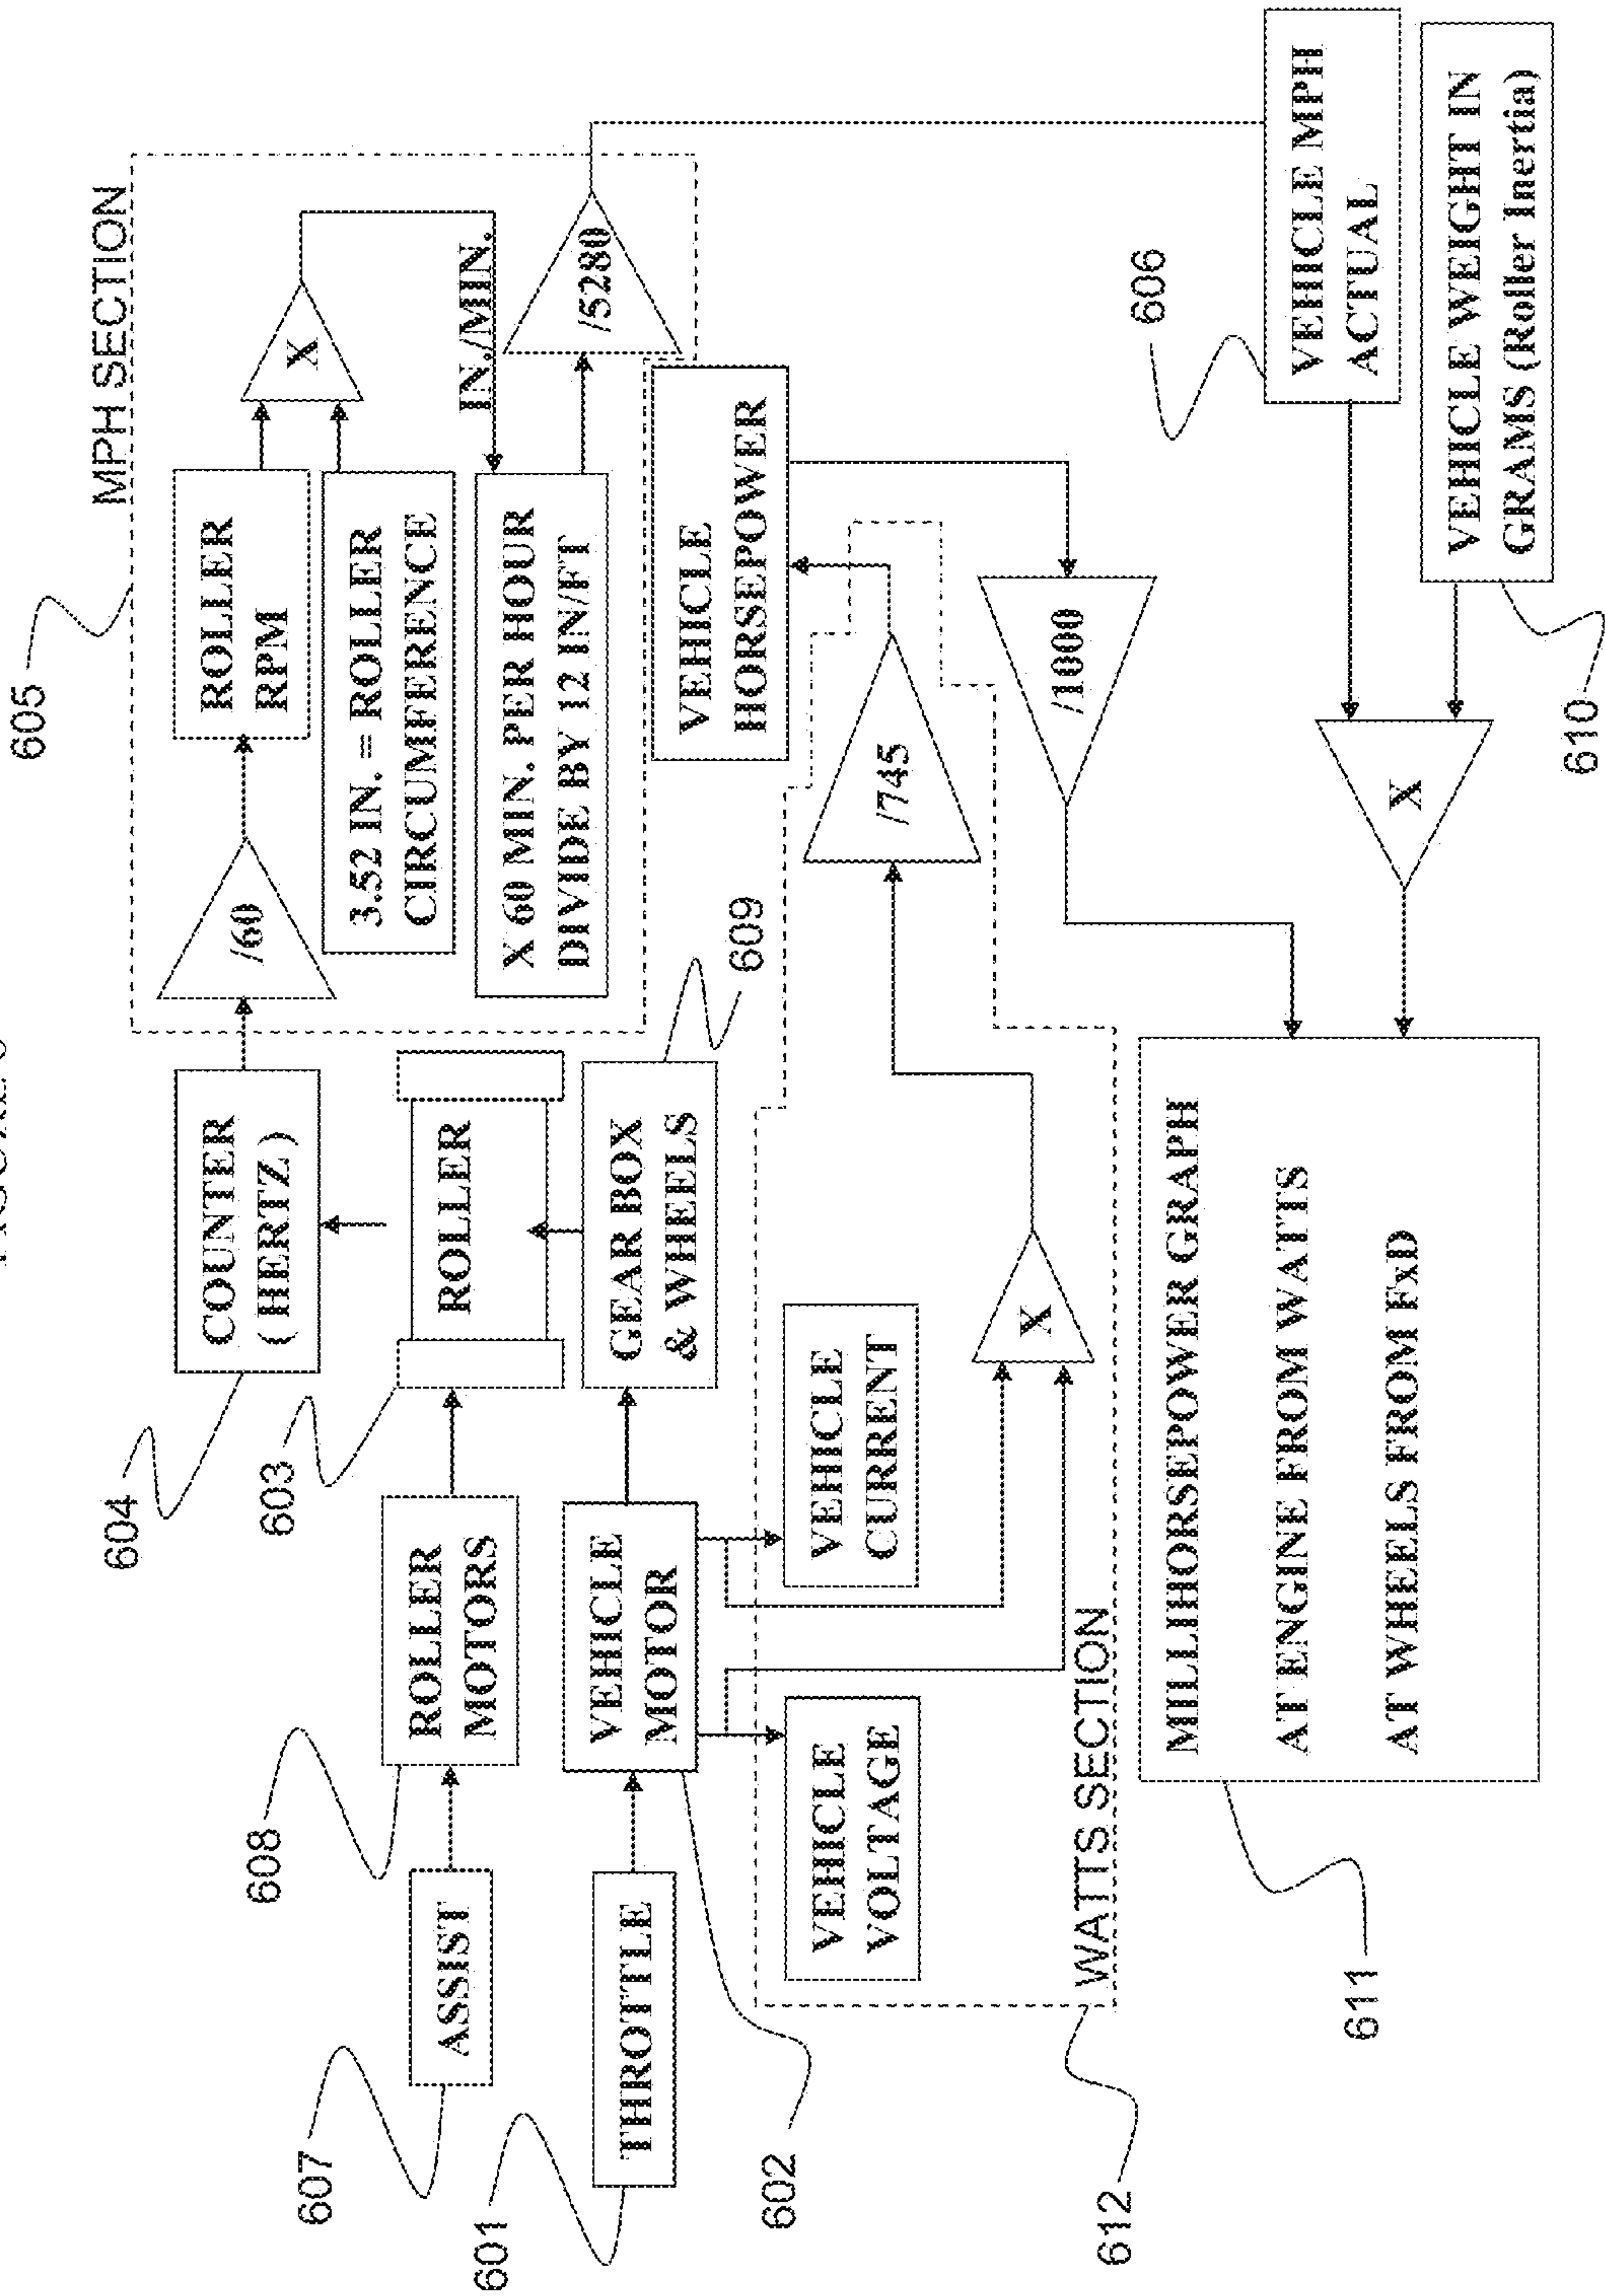 605
MPH SECTION
604
COUNTER
( HERTZ )
/60
ROLLER
RPM
3.52 IN. = ROLLER
CIRCUMFERENCE
X
IN./MIN.
X 60 MIN. PER HOUR
DIVIDE BY 12 IN/FT
/5280
607
ASSIST
608
ROLLER
MOTORS
603
ROLLER
601
THROTTLE
602
VEHICLE
MOTOR
GEAR BOX
& WHEELS
609
VEHICLE
HORSEPOWER
VEHICLE
VOLTAGE
VEHICLE
CURRENT
X
/745
/1000
612
WATTS SECTION
606
VEHICLE MPH
ACTUAL
VEHICLE WEIGHT IN
GRAMS (Roller Inertia)
610
X
611
MILLIHORSEPOWER GRAPH
AT ENGINE FROM WATTS
AT WHEELS FROM FxD